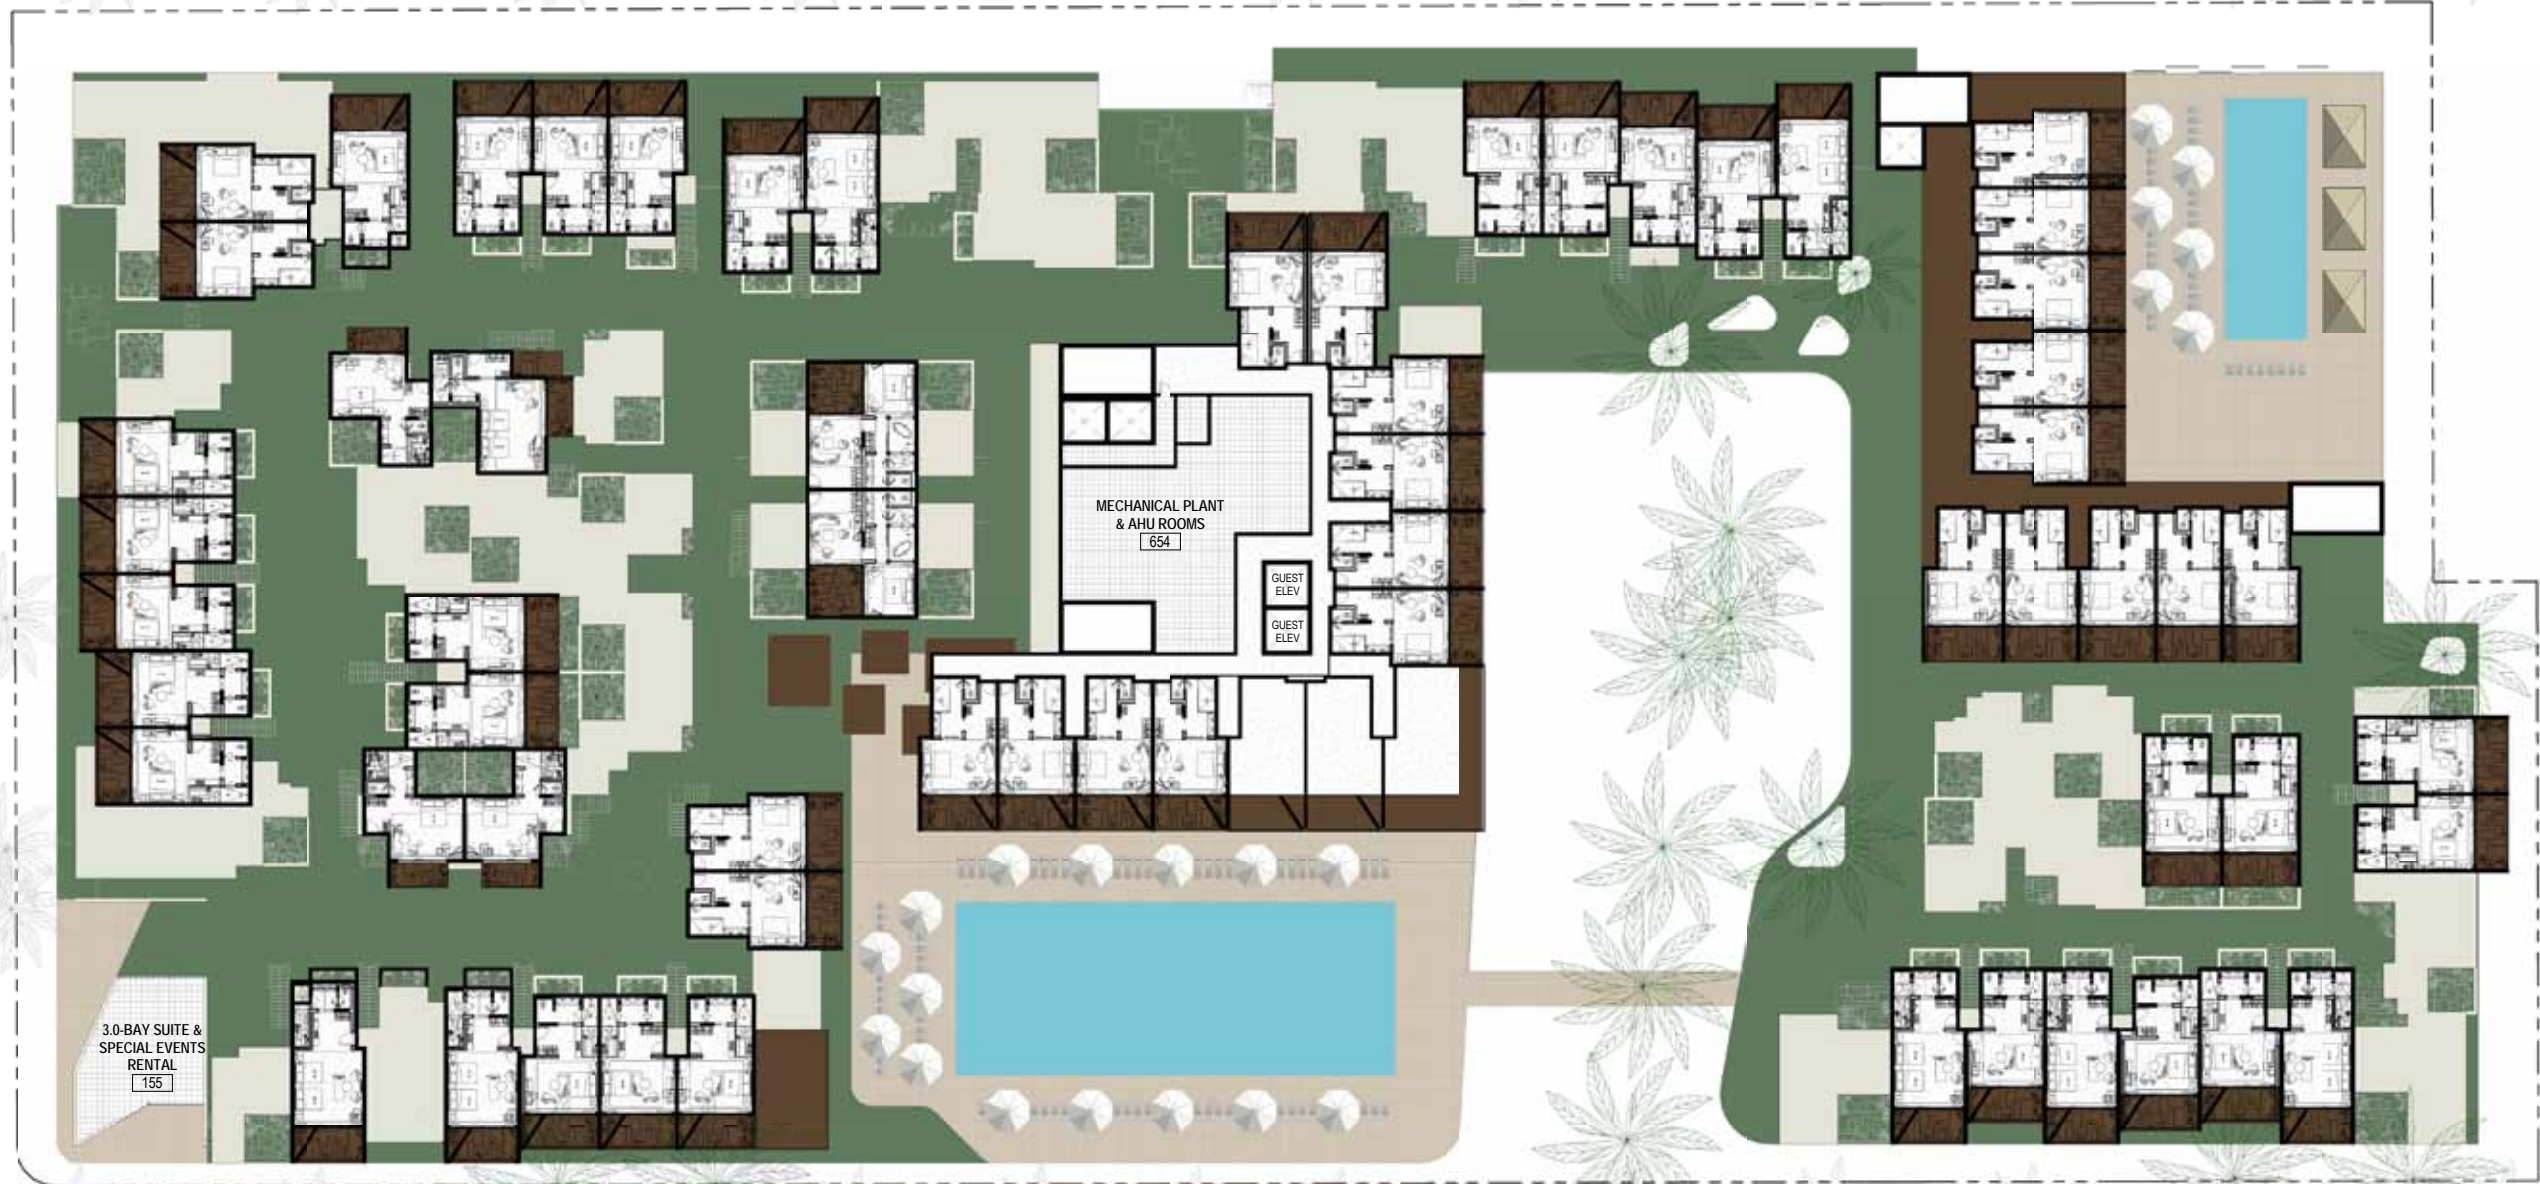 MECHANICAL PLANT
& AHU ROOMS
654
GUEST
ELEV
GUEST
ELEV
3.0-BAY SUITE &
SPECIAL EVENTS
RENTAL
155